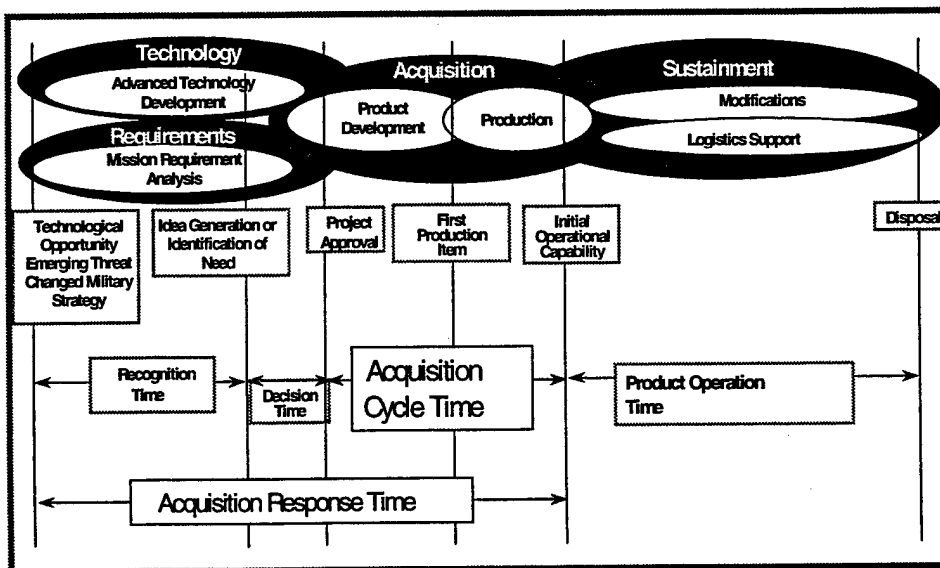 Technology
Advanced Technology
Development
Requirements
Mission Requirement
Analysis
Acquisition
Product
Development
Production
Sustainment
Modifications
Logistics Support
Technological
Opportunity
Emerging Threat
Changed Military
Strategy
Idea Generation or
Identification of
Need
Project
Approval
First
Production
Item
Initial
Operational
Capability
Disposal
Recognition
Time
Decision
Time
Acquisition
Cycle Time
Product Operation
Time
Acquisition Response Time